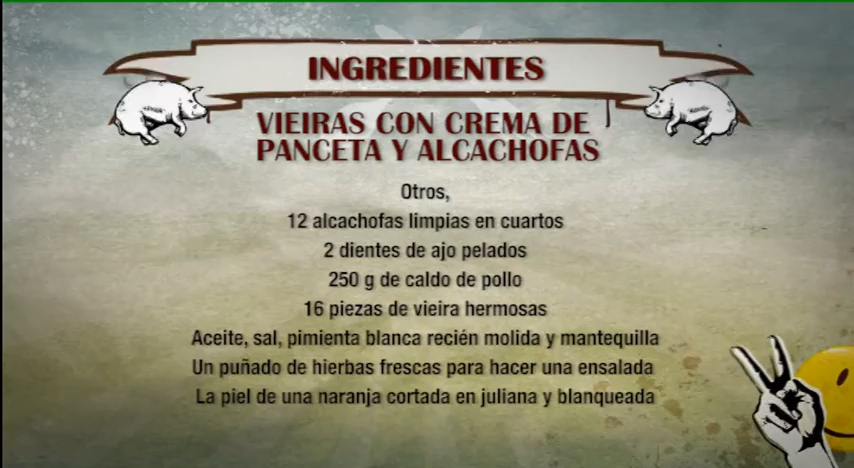 INGREDIENTES
VIEIRAS CON CREMA DE
PANCETA Y ALCACHOFAS
Otros,
12 alcachofas limpias en cuartos
2 dientes de ajo pelados
250 g de caldo de pollo
16 piezas de vieira hermosas
Aceite, sal, pimienta blanca recién molida y mantequilla
Un puñado de hierbas frescas para hacer una ensalada
La piel de una naranja cortada en juliana y blanqueada